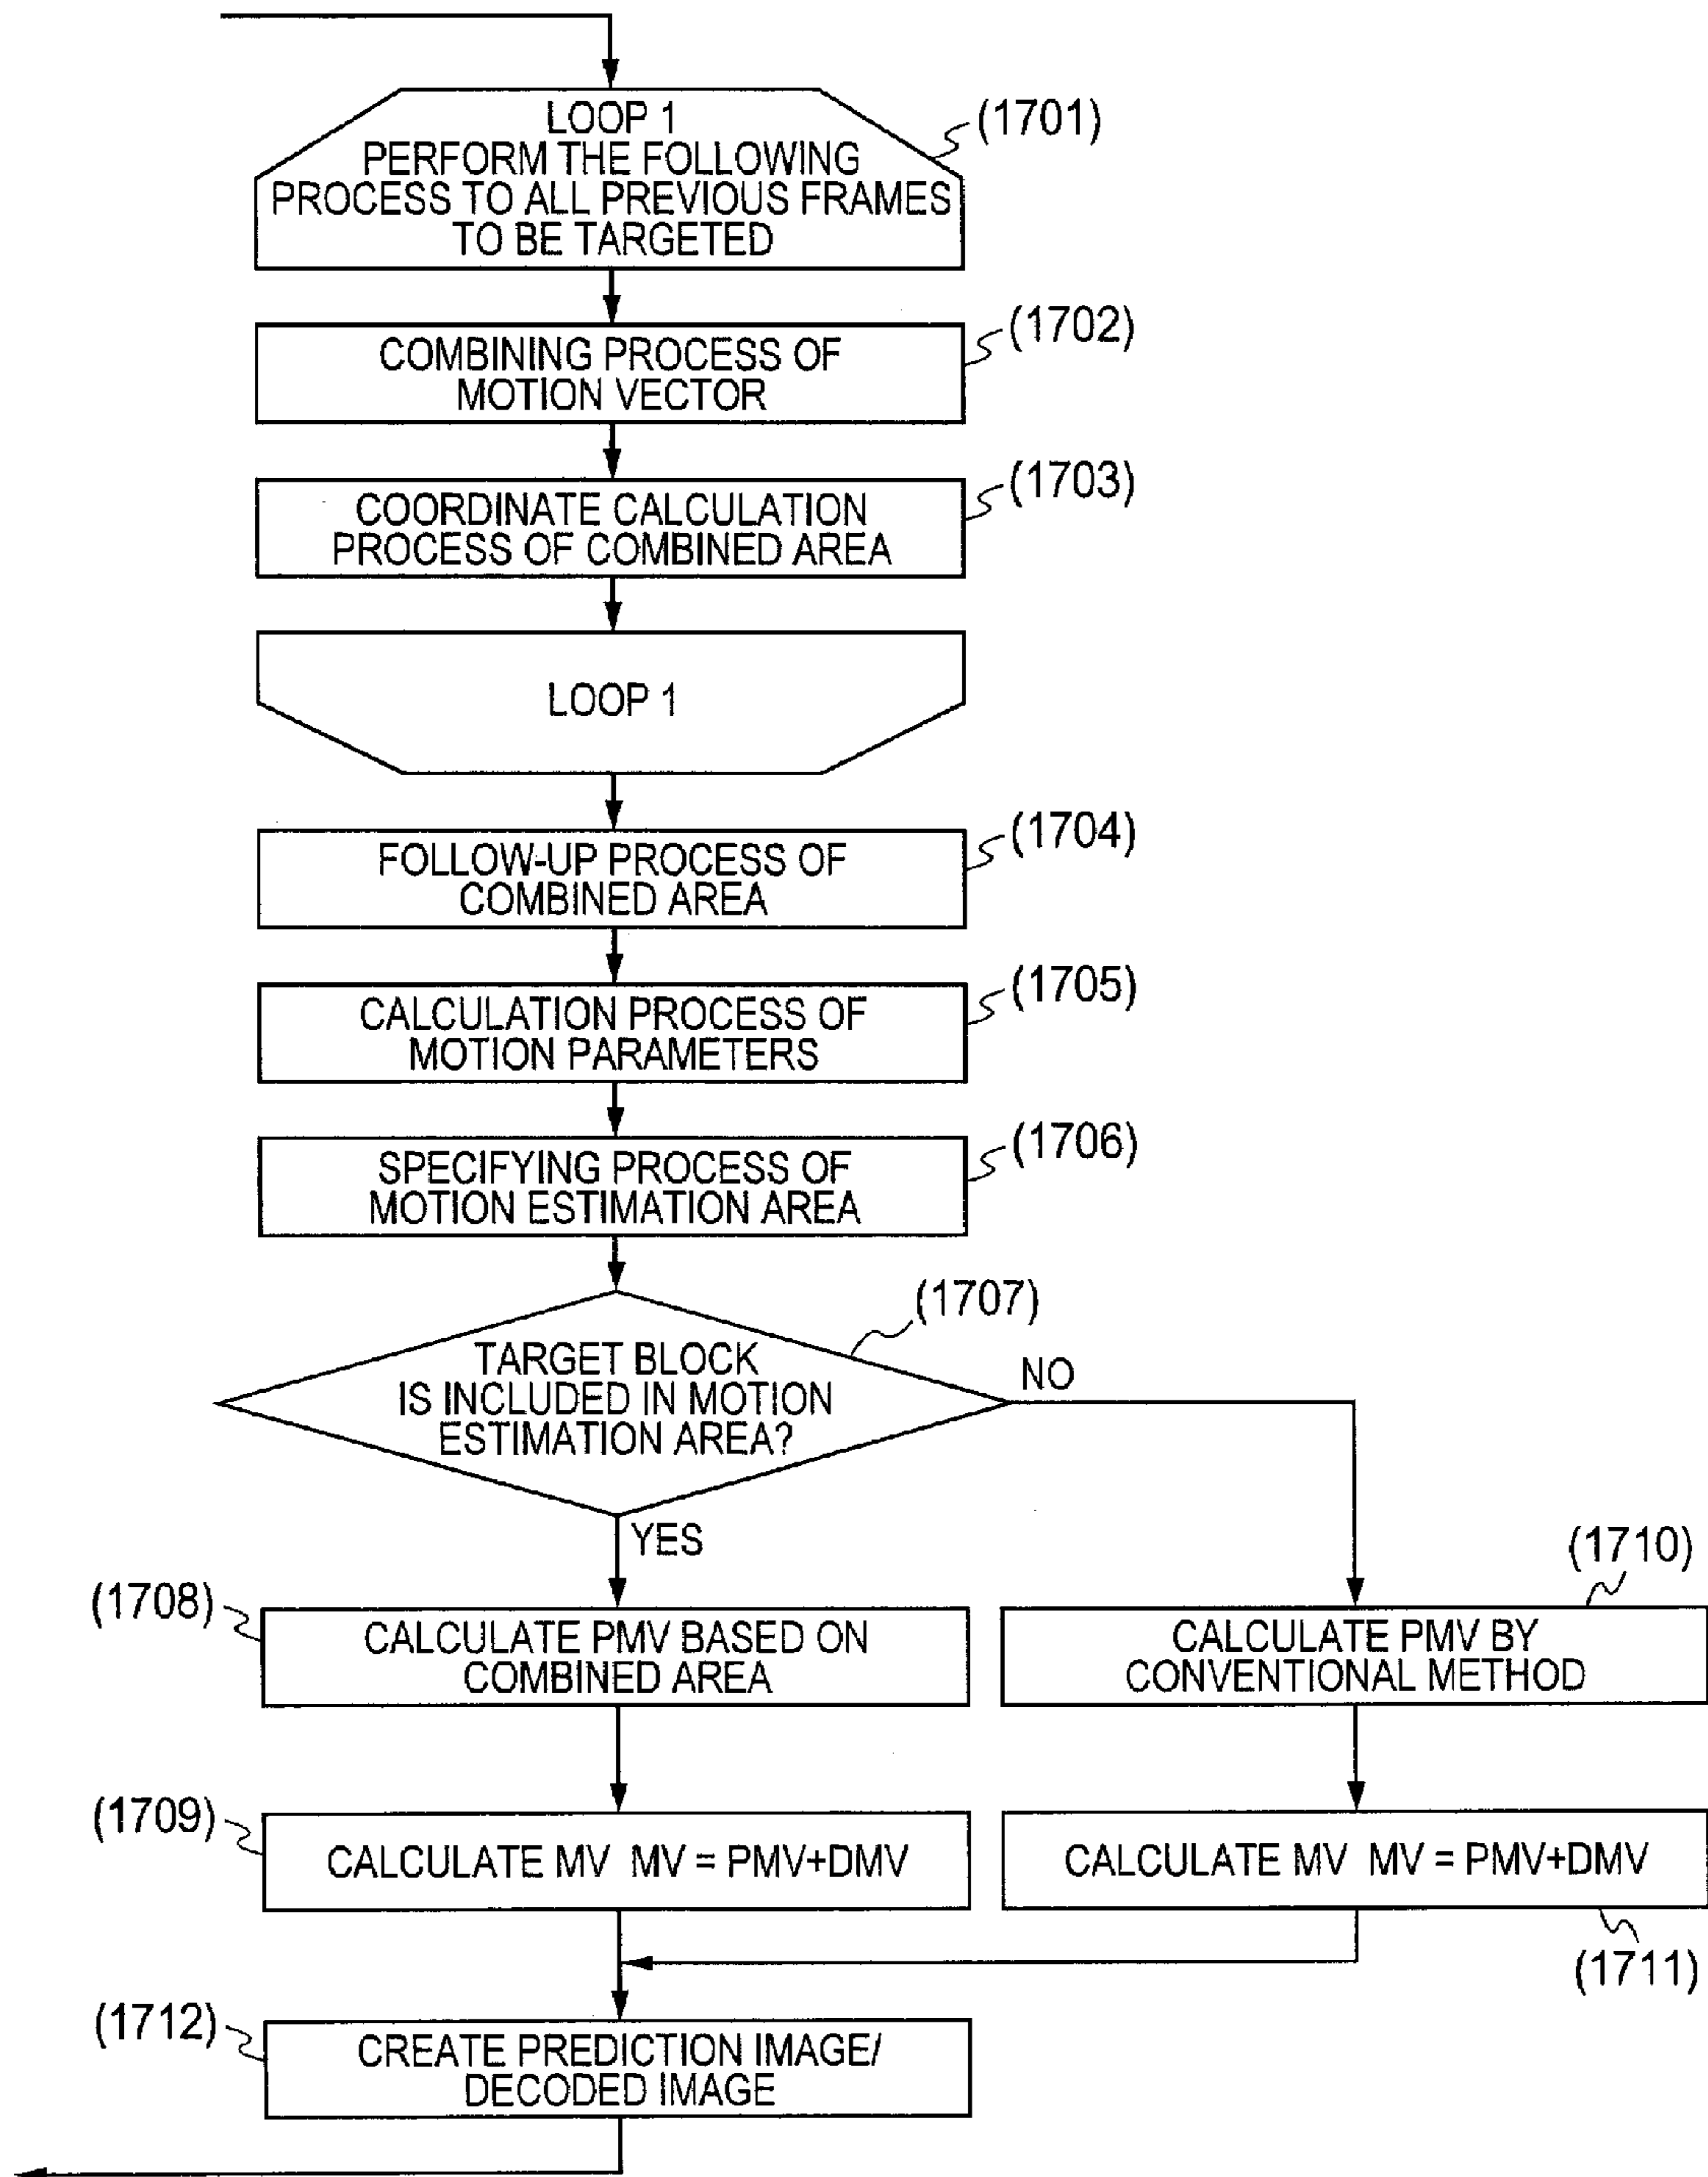 LOOP 1
PERFORM THE FOLLOWING
PROCESS TO ALL PREVIOUS FRAMES
TO BE TARGETED
(1701)
COMBINING PROCESS OF
MOTION VECTOR
(1702)
COORDINATE CALCULATION
PROCESS OF COMBINED AREA
(1703)
LOOP 1
FOLLOW-UP PROCESS OF
COMBINED AREA
(1704)
CALCULATION PROCESS OF
MOTION PARAMETERS
(1705)
SPECIFYING PROCESS OF
MOTION ESTIMATION AREA
(1706)
(1707)
TARGET BLOCK
IS INCLUDED IN MOTION
ESTIMATION AREA?
NO
YES
(1708)
CALCULATE PMV BASED ON
COMBINED AREA
(1710)
CALCULATE PMV BY
CONVENTIONAL METHOD
(1709)
CALCULATE MV MV = PMV+DMV
CALCULATE MV MV = PMV+DMV
(1711)
(1712)
CREATE PREDICTION IMAGE/
DECODED IMAGE